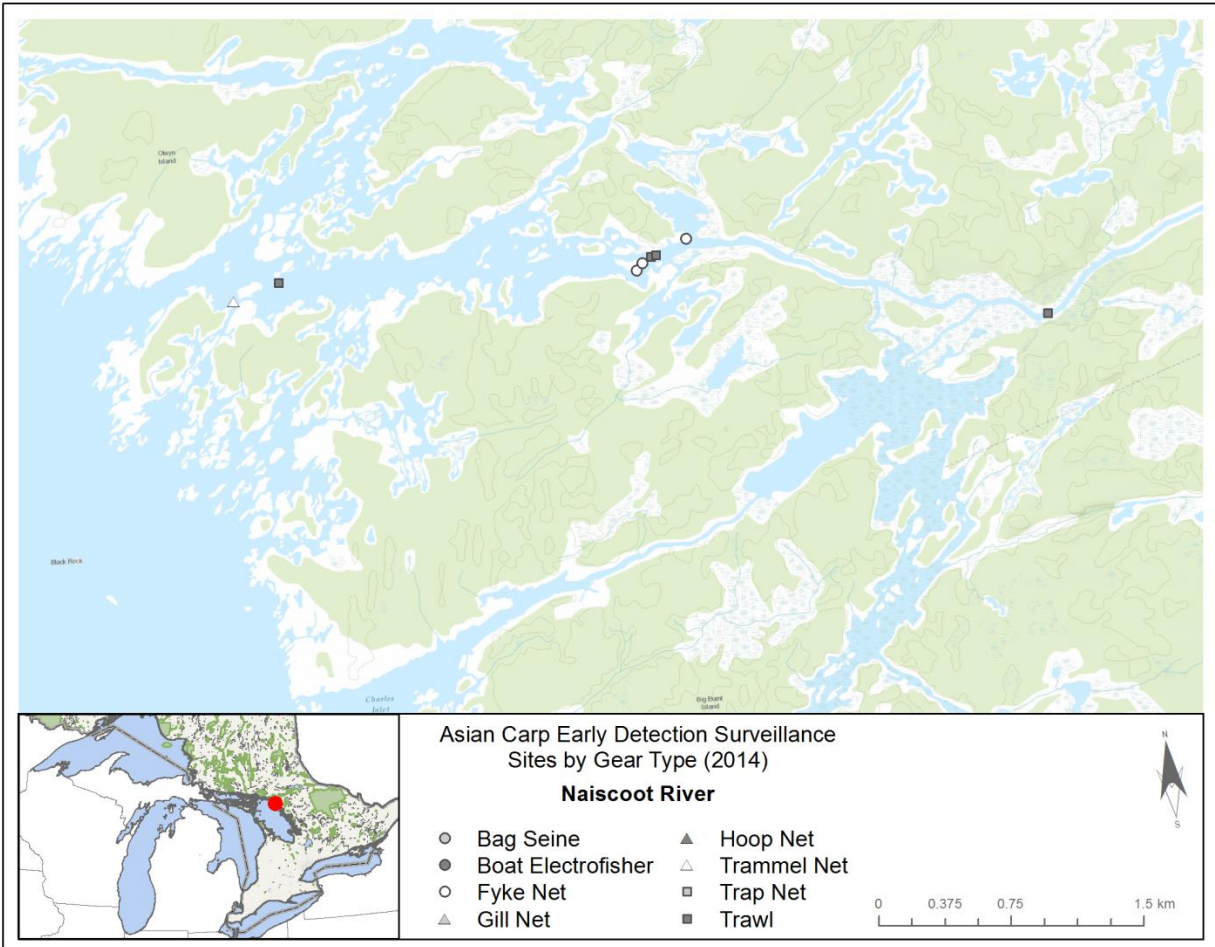 Olwyn
Island
Black Rock
Charles
Islet
Big Burnt
Island
Asian Carp Early Detection Surveillance
Sites by Gear Type (2014)
Naiscoot River
Bag Seine
Boat Electrofisher
Fyke Net
Gill Net
Hoop Net
Trammel Net
Trap Net
Trawl
N
S
0 0.375 0.75 1.5 km